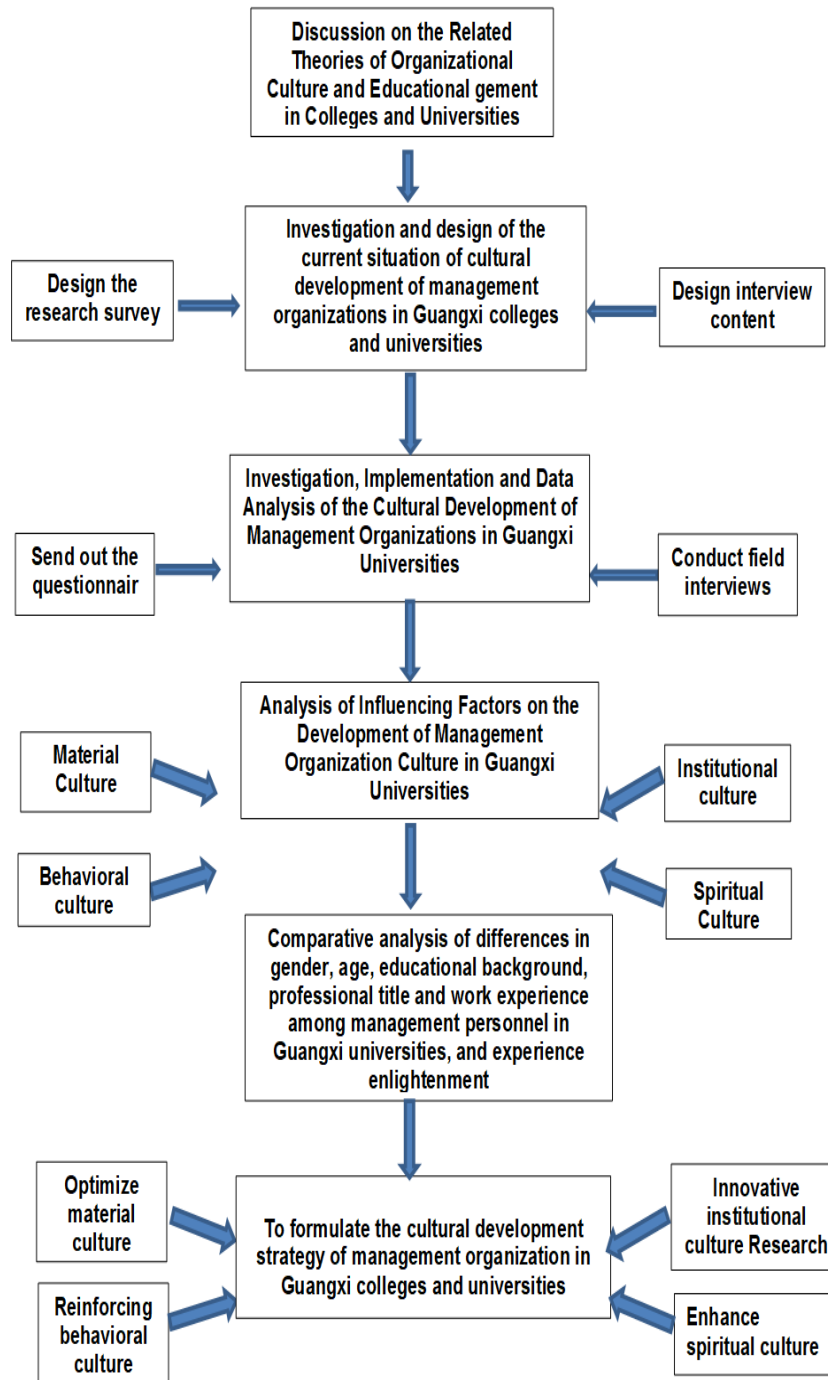 Discussion on the Related
Theories of Organizational
Culture and Educational gement
in Colleges and Universities
Investigation and design of the
current situation of cultural
development of management
organizations in Guangxi colleges
and universities
Design the
research survey
Design interview
content
Investigation, Implementation and Data
Analysis of the Cultural Development of
Management Organizations in Guangxi
Universities
Send out the
questionnair
Conduct field
interviews
Analysis of Influencing Factors on the
Development of Management
Organization Culture in Guangxi
Universities
Material
Culture
Institutional
culture
Behavioral
culture
Spiritual
Culture
Comparative analysis of differences in
gender, age, educational background,
professional title and work experience
among management personnel in
Guangxi universities, and experience
enlightenment
Optimize
material
culture
Innovative
institutional
culture Research
To formulate the cultural development
strategy of management organization in
Guangxi colleges and universities
Reinforcing
behavioral
culture
Enhance
spiritual culture